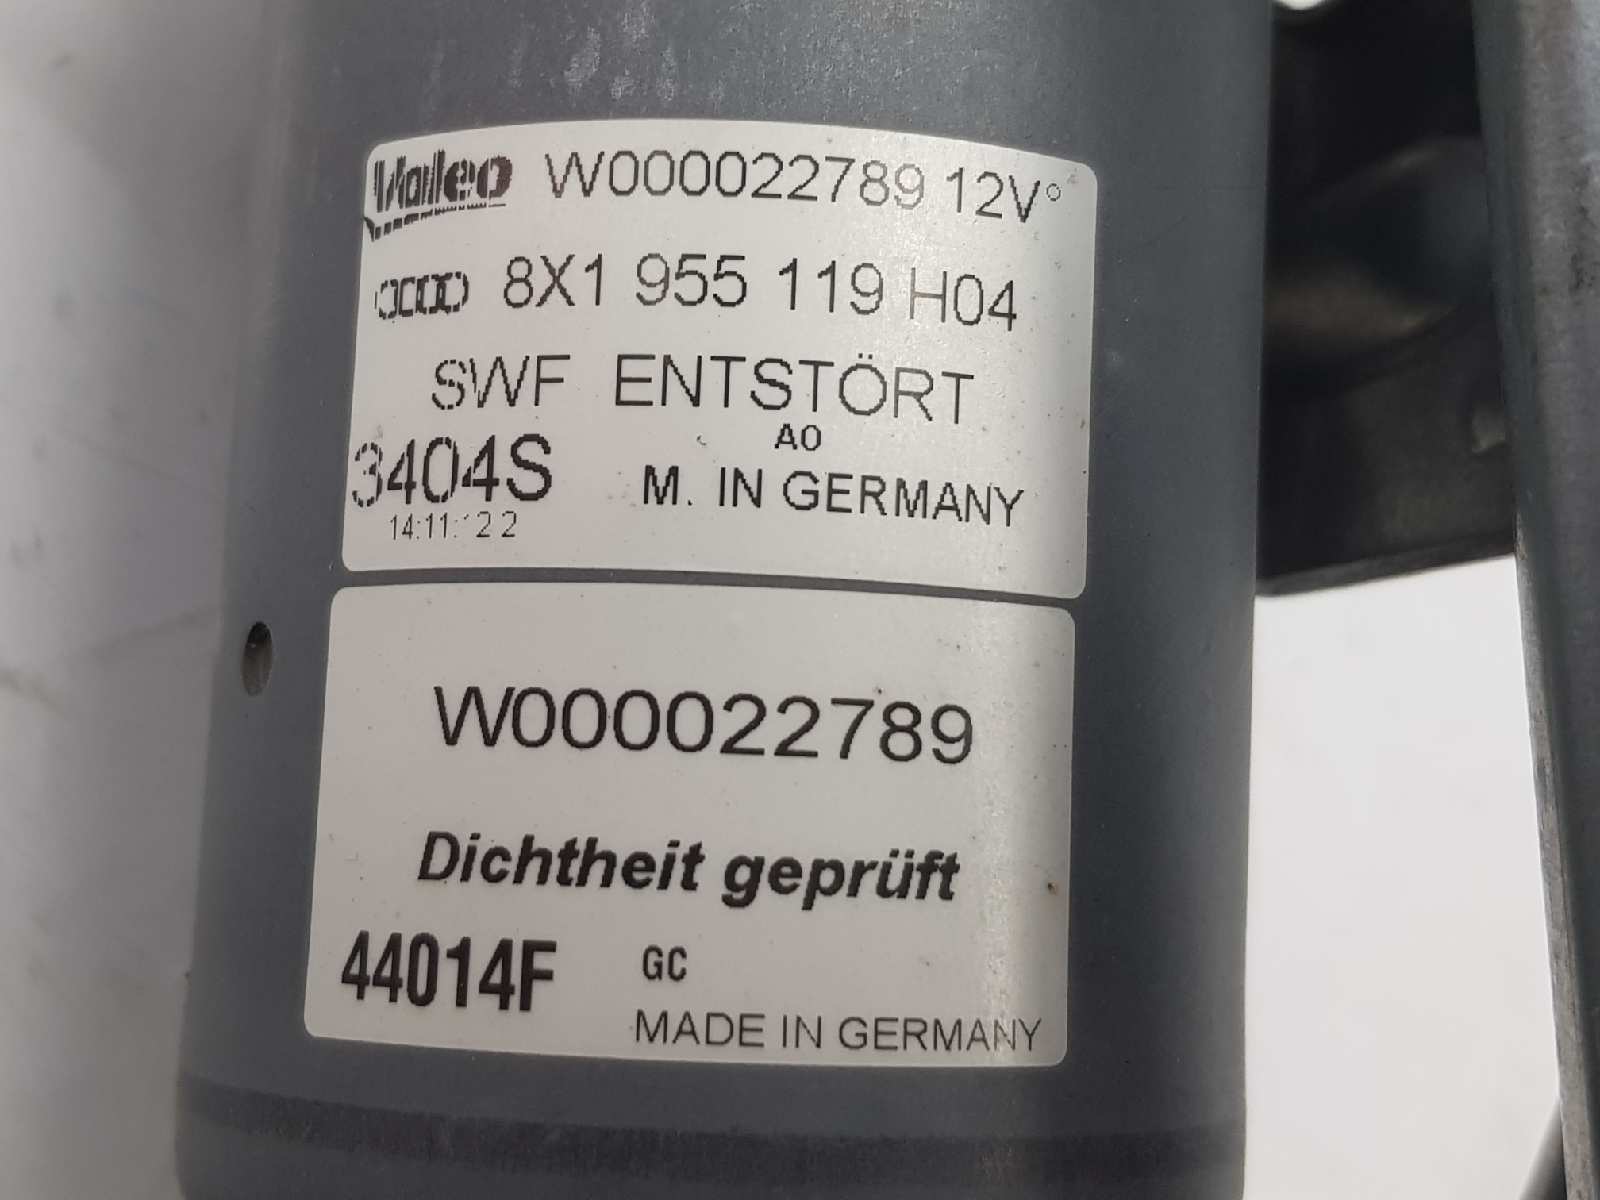 Valeo W000022789 12V°
8X1 955 119 H04
SWF ENTSTÖRT
A0
3404S M. IN GERMANY
14:11:22
W000022789
Dichtheit geprüft
44014F GC
MADE IN GERMANY